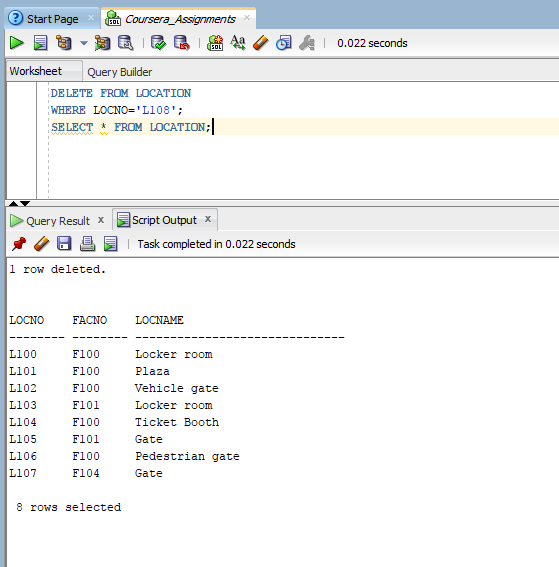 Start Page Coursera_Assignments
0.022 seconds
Worksheet Query Builder
DELETE FROM LOCATION
WHERE LOCNO='L108';
SELECT * FROM LOCATION;
Query Result x Script Output x
Task completed in 0.022 seconds
1 row deleted.
LOCNO FACNO LOCNAME
-------- -------- ------------------------------
L100 F100 Locker room
L101 F100 Plaza
L102 F100 Vehicle gate
L103 F101 Locker room
L104 F100 Ticket Booth
L105 F101 Gate
L106 F100 Pedestrian gate
L107 F104 Gate
8 rows selected